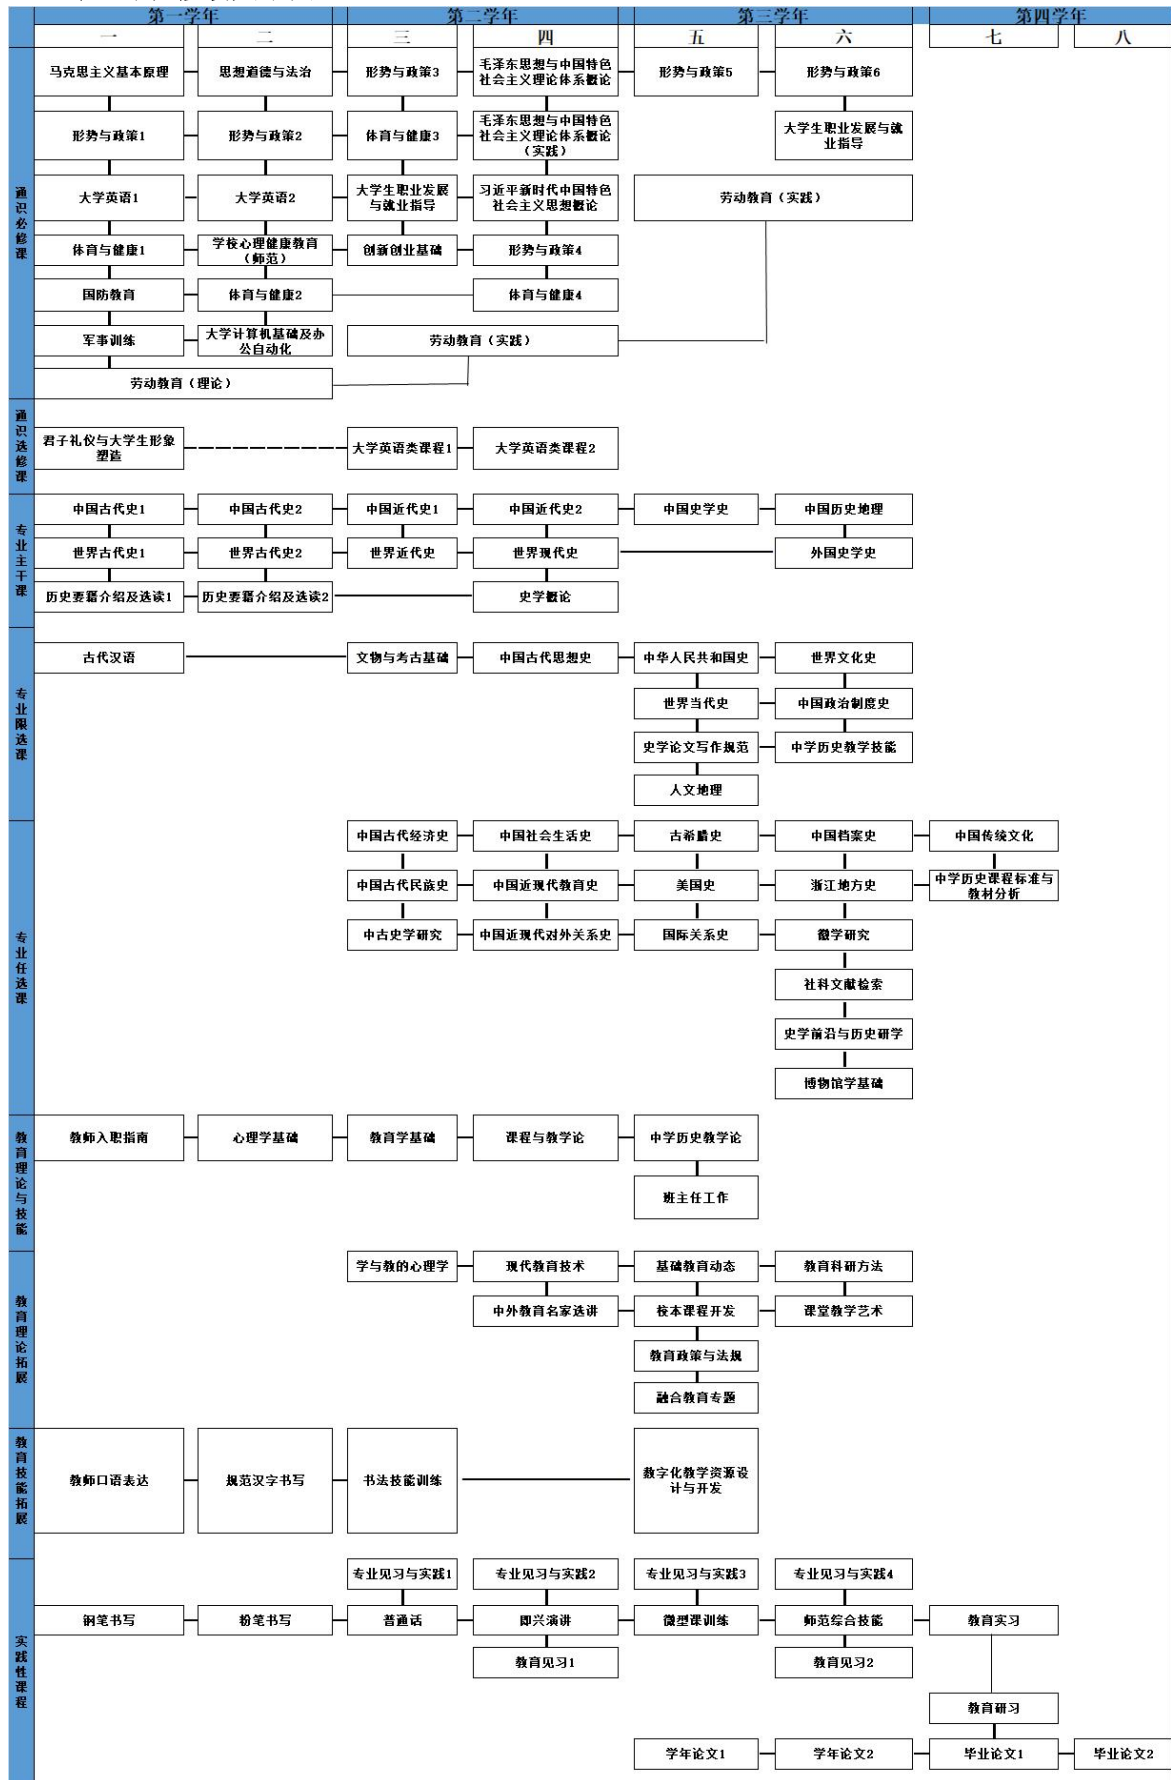 第一学年 第二学年 第三学年 第四学年
一 二 三 四 五 六 七 八
通识必修课
马克思主义基本原理
思想道德与法治
形势与政策3
毛泽东思想与中国特色
社会主义理论体系概论
形势与政策5
形势与政策6
形势与政策1
形势与政策2
体育与健康3
毛泽东思想与中国特色
社会主义理论体系概论
（实践）
大学生职业发展与就
业指导
大学英语1
大学英语2
大学生职业发展
与就业指导
习近平新时代中国特色
社会主义思想概论
劳动教育（实践）
体育与健康1
学校心理健康教育
（师范）
创新创业基础
形势与政策4
国防教育
体育与健康2
体育与健康4
军事训练
大学计算机基础及办
公自动化
劳动教育（实践）
劳动教育（理论）
通识选修课
君子礼仪与大学生形象
塑造
大学英语类课程1
大学英语类课程2
专业主干课
中国古代史1
中国古代史2
中国近代史1
中国近代史2
中国史学史
中国历史地理
世界古代史1
世界古代史2
世界近代史
世界现代史
外国史学史
历史要籍介绍及选读1
历史要籍介绍及选读2
史学概论
专业限选课
古代汉语
文物与考古基础
中国古代思想史
中华人民共和国史
世界文化史
世界当代史
中国政治制度史
史学论文写作规范
中学历史教学技能
人文地理
专业任选课
中国古代经济史
中国社会生活史
古希腊史
中国档案史
中国传统文化
中国古代民族史
中国近现代教育史
美国史
浙江地方史
中学历史课程标准与
教材分析
中古史学研究
中国近现代对外关系史
国际关系史
徽学研究
社科文献检索
史学前沿与历史研学
博物馆学基础
教育理论与技能
教师入职指南
心理学基础
教育学基础
课程与教学论
中学历史教学论
班主任工作
教育理论拓展
学与教的心理学
现代教育技术
基础教育动态
教育科研方法
中外教育名家选讲
校本课程开发
课堂教学艺术
教育政策与法规
融合教育专题
教育技能拓展
教师口语表达
规范汉字书写
书法技能训练
数字化教学资源设
计与开发
实践性课程
专业见习与实践1
专业见习与实践2
专业见习与实践3
专业见习与实践4
钢笔书写
粉笔书写
普通话
即兴演讲
微型课训练
师范综合技能
教育实习
教育见习1
教育见习2
教育研习
学年论文1
学年论文2
毕业论文1
毕业论文2